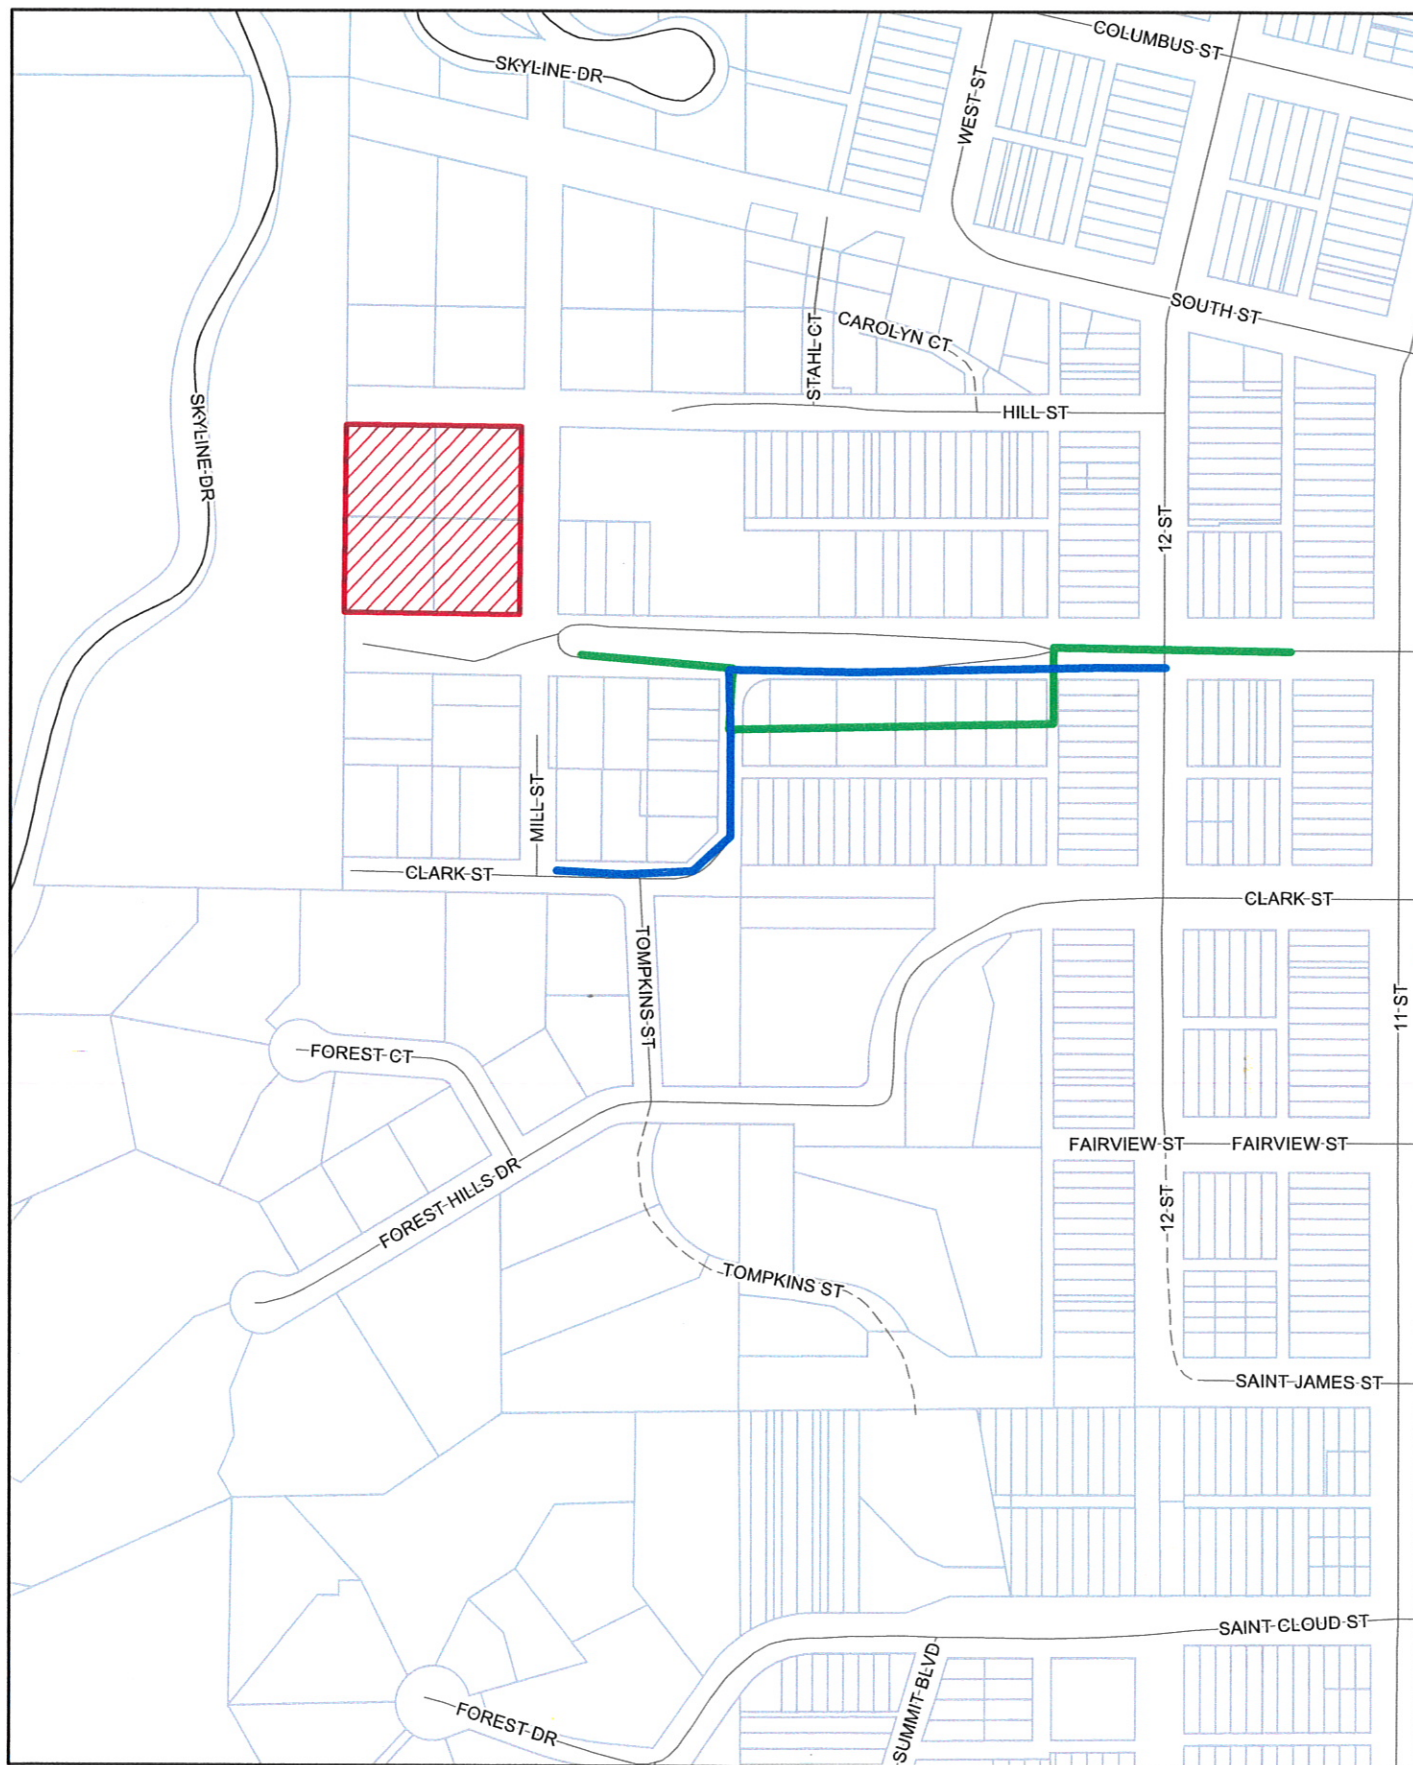 COLUMBUS ST
SKYLINE DR
WEST ST
SOUTH ST
STAHL CT
CAROLYN CT
HILL ST
SKYLINE DR
12 ST
MILL ST
CLARK ST
CLARK ST
TOMPKINS ST
11 ST
FOREST CT
FAIRVIEW ST
FAIRVIEW ST
FOREST HILLS DR
12 ST
TOMPKINS ST
SAINT JAMES ST
SAINT CLOUD ST
SUMMIT BLVD
FOREST DR